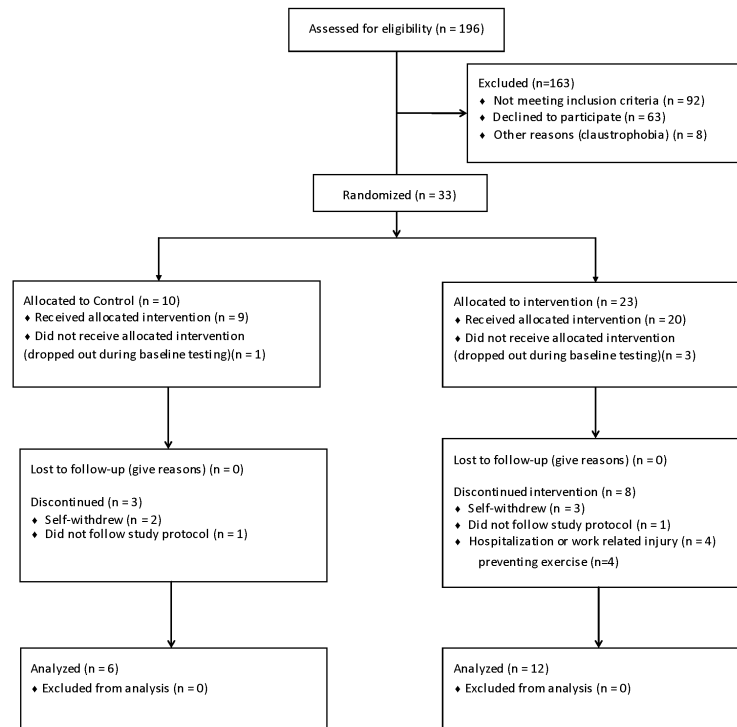 Assessed for eligibility (n = 196)
Excluded (n=163)
♦ Not meeting inclusion criteria (n = 92)
♦ Declined to participate (n = 63)
♦ Other reasons (claustrophobia) (n = 8)
Randomized (n = 33)
Allocated to Control (n = 10)
♦ Received allocated intervention (n = 9)
♦ Did not receive allocated intervention
(dropped out during baseline testing)(n = 1)
Allocated to intervention (n = 23)
♦ Received allocated intervention (n = 20)
♦ Did not receive allocated intervention
(dropped out during baseline testing)(n = 3)
Lost to follow-up (give reasons) (n = 0)
Discontinued (n = 3)
♦ Self-withdrew (n = 2)
♦ Did not follow study protocol (n = 1)
Lost to follow-up (give reasons) (n = 0)
Discontinued intervention (n = 8)
♦ Self-withdrew (n = 3)
♦ Did not follow study protocol (n = 1)
♦ Hospitalization or work related injury (n = 4)
preventing exercise (n=4)
Analyzed (n = 6)
♦ Excluded from analysis (n = 0)
Analyzed (n = 12)
♦ Excluded from analysis (n = 0)